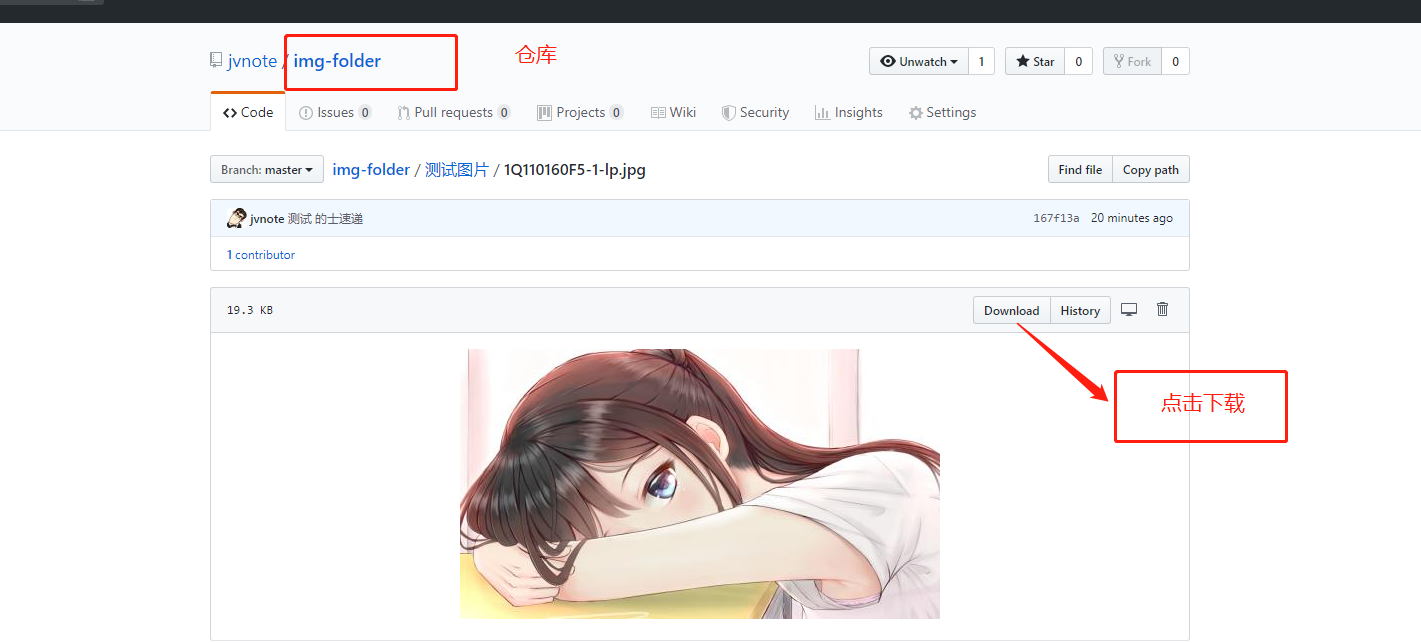 jvnote / img-folder
仓库
Unwatch 1 Star 0 Fork 0
Code Issues 0 Pull requests 0 Projects 0 Wiki Security Insights Settings
Branch: master img-folder / 测试图片 / 1Q110160F5-1-lp.jpg Find file Copy path
jvnote 测试 的士速递 167f13a 20 minutes ago
1 contributor
19.3 KB Download History
点击下载